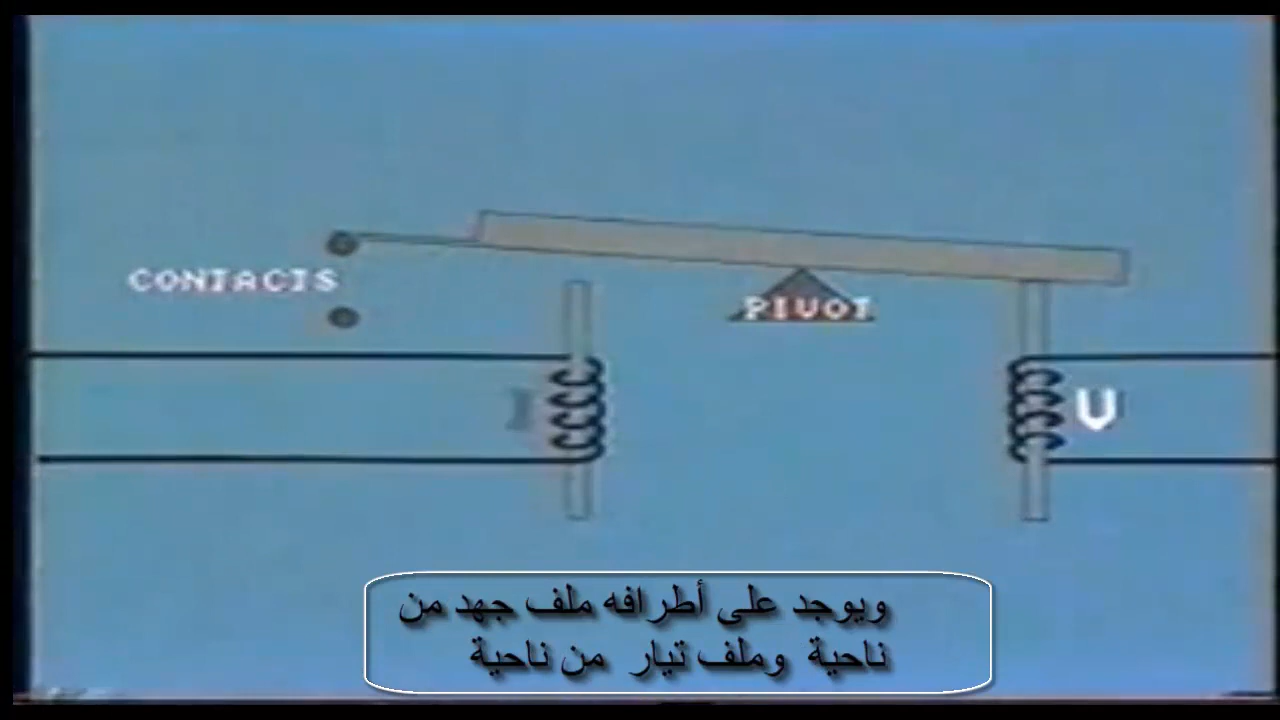 CONTACTS
PIVOT
I
V
ويوجد على أطرافه ملف جهد من
ناحية وملف تيار من ناحية